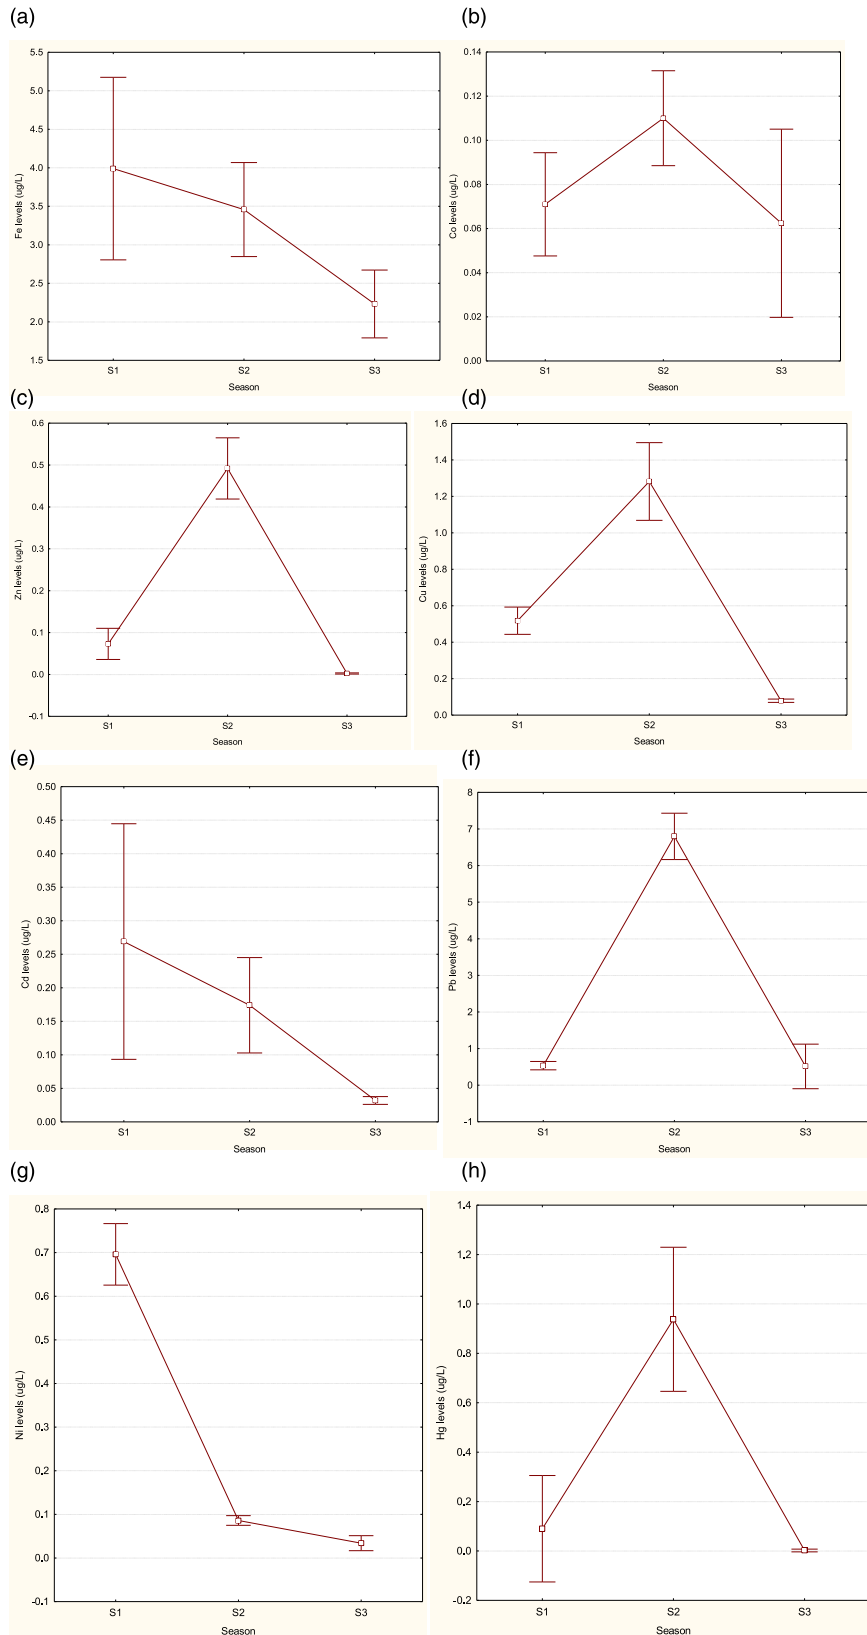 (a)
5.5
5.0
4.5
4.0
3.5
3.0
2.5
2.0
1.5
Fe levels (ug/L)
S1 S2 S3
Season
(b)
0.14
0.12
0.10
0.08
0.06
0.04
0.02
0.00
Co levels (ug/L)
S1 S2 S3
Season
(c)
0.6
0.5
0.4
0.3
0.2
0.1
0.0
-0.1
Zn levels (ug/L)
S1 S2 S3
Season
(d)
1.6
1.4
1.2
1.0
0.8
0.6
0.4
0.2
0.0
Cu levels (ug/L)
S1 S2 S3
Season
(e)
0.50
0.45
0.40
0.35
0.30
0.25
0.20
0.15
0.10
0.05
0.00
Cd levels (ug/L)
S1 S2 S3
Season
(f)
8
7
6
5
4
3
2
1
0
-1
Pb levels (ug/L)
S1 S2 S3
Season
(g)
0.8
0.7
0.6
0.5
0.4
0.3
0.2
0.1
0.0
-0.1
Ni levels (ug/L)
S1 S2 S3
Season
(h)
1.4
1.2
1.0
0.8
0.6
0.4
0.2
0.0
-0.2
Hg levels (ug/L)
S1 S2 S3
Season